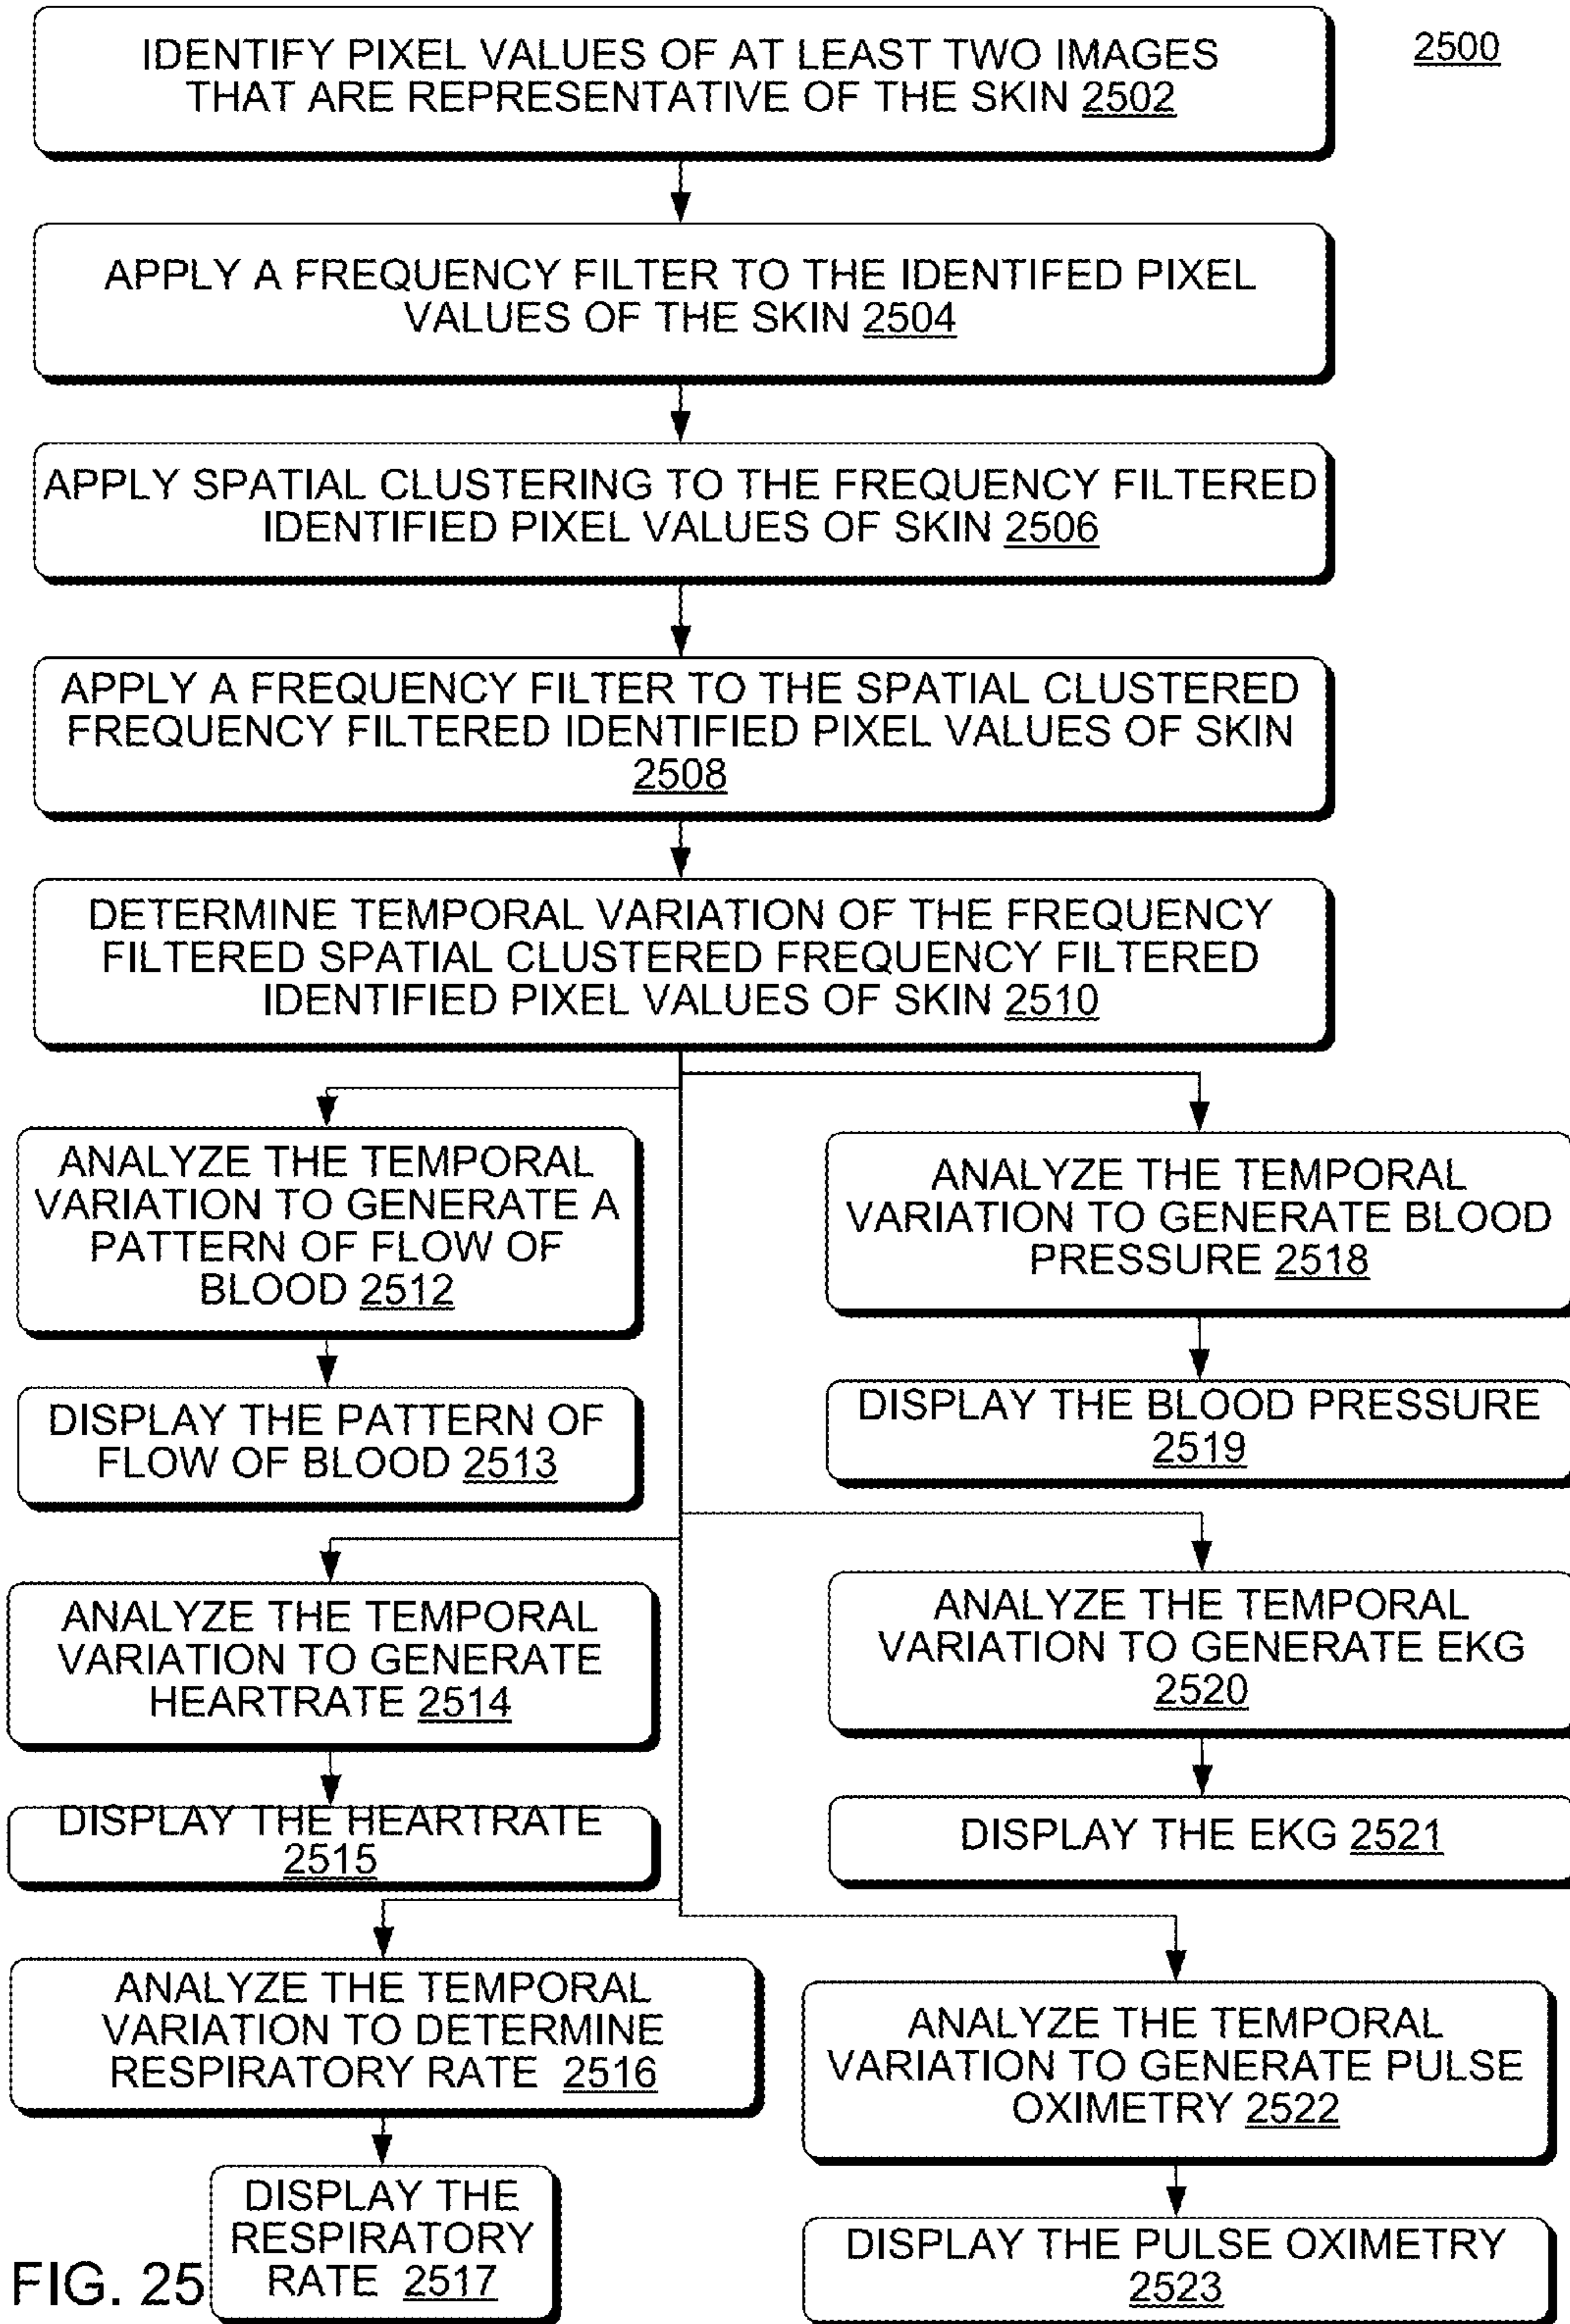 2500
IDENTIFY PIXEL VALUES OF AT LEAST TWO IMAGES
THAT ARE REPRESENTATIVE OF THE SKIN 2502
APPLY A FREQUENCY FILTER TO THE IDENTIFED PIXEL
VALUES OF THE SKIN 2504
APPLY SPATIAL CLUSTERING TO THE FREQUENCY FILTERED
IDENTIFIED PIXEL VALUES OF SKIN 2506
APPLY A FREQUENCY FILTER TO THE SPATIAL CLUSTERED
FREQUENCY FILTERED IDENTIFIED PIXEL VALUES OF SKIN
2508
DETERMINE TEMPORAL VARIATION OF THE FREQUENCY
FILTERED SPATIAL CLUSTERED FREQUENCY FILTERED
IDENTIFIED PIXEL VALUES OF SKIN 2510
ANALYZE THE TEMPORAL
VARIATION TO GENERATE A
PATTERN OF FLOW OF
BLOOD 2512
DISPLAY THE PATTERN OF
FLOW OF BLOOD 2513
ANALYZE THE TEMPORAL
VARIATION TO GENERATE BLOOD
PRESSURE 2518
DISPLAY THE BLOOD PRESSURE
2519
ANALYZE THE TEMPORAL
VARIATION TO GENERATE
HEARTRATE 2514
DISPLAY THE HEARTRATE
2515
ANALYZE THE TEMPORAL
VARIATION TO GENERATE EKG
2520
DISPLAY THE EKG 2521
ANALYZE THE TEMPORAL
VARIATION TO DETERMINE
RESPIRATORY RATE 2516
DISPLAY THE
RESPIRATORY
RATE 2517
ANALYZE THE TEMPORAL
VARIATION TO GENERATE PULSE
OXIMETRY 2522
DISPLAY THE PULSE OXIMETRY
2523
FIG. 25